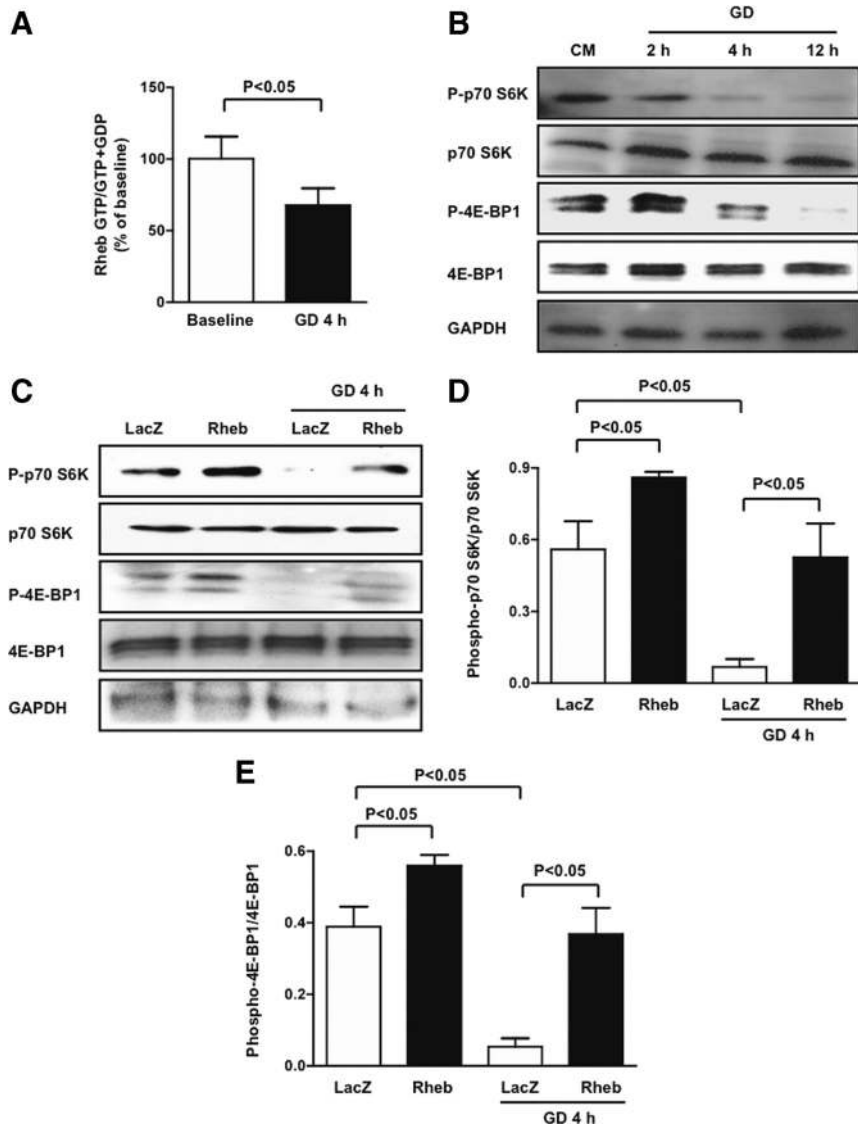 A
Rheb GTP/GTP+GDP
(% of baseline)
150
100
50
0
P<0.05
Baseline GD 4 h
B
GD
CM 2 h 4 h 12 h
P-p70 S6K
p70 S6K
P-4E-BP1
4E-BP1
GAPDH
C
GD 4 h
LacZ Rheb LacZ Rheb
P-p70 S6K
p70 S6K
P-4E-BP1
4E-BP1
GAPDH
D
Phospho-p70 S6K/p70 S6K
P<0.05
P<0.05
P<0.05
0.9
0.6
0.3
0.0
LacZ Rheb LacZ Rheb
GD 4 h
E
Phospho-4E-BP1/4E-BP1
P<0.05
P<0.05
P<0.05
0.6
0.4
0.2
0.0
LacZ Rheb LacZ Rheb
GD 4 h